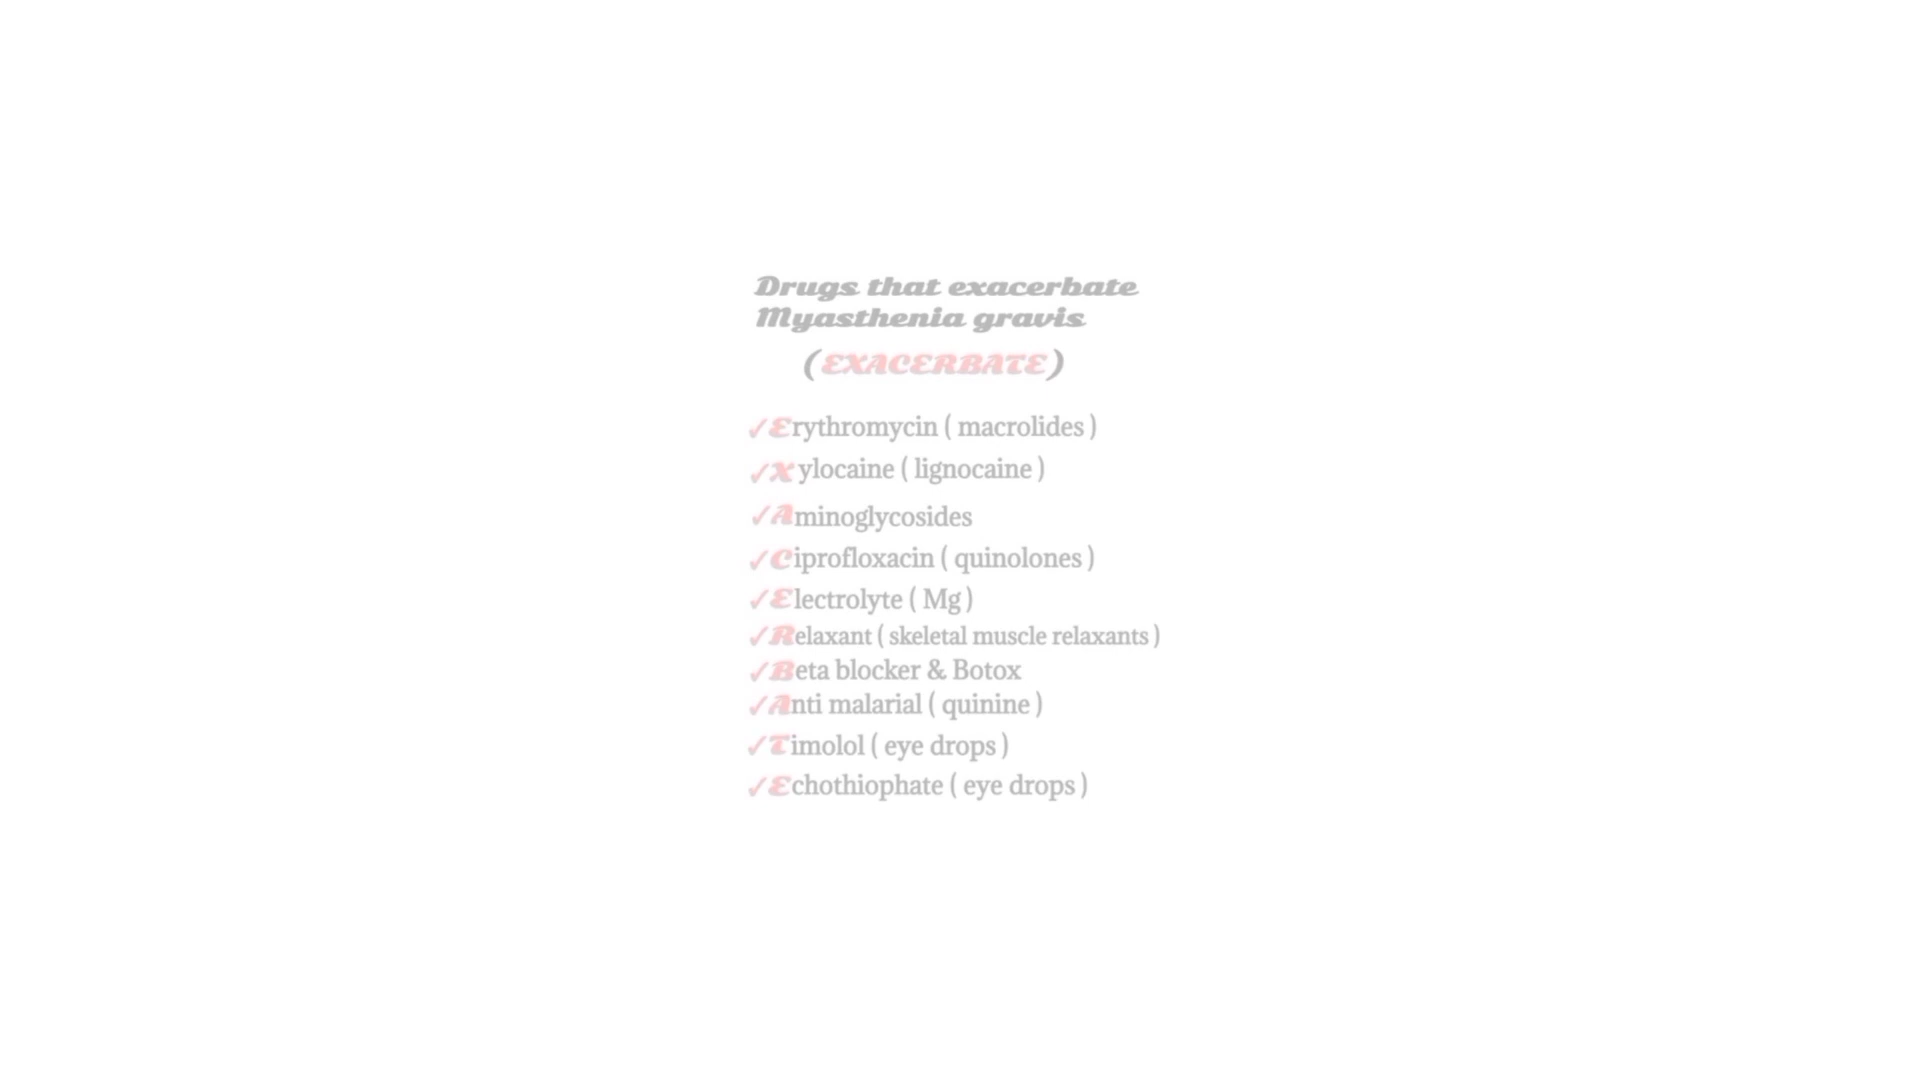 Drugs that exacerbate
Myasthenia gravis
(EXACERBATE)
✓Erythromycin ( macrolides )
✓Xylocaine ( lignocaine )
✓Aminoglycosides
✓Ciprofloxacin ( quinolones )
✓Electrolyte ( Mg )
✓Relaxant ( skeletal muscle relaxants )
✓Beta blocker & Botox
✓Anti malarial ( quinine )
✓Timolol ( eye drops )
✓Echothiophate ( eye drops )